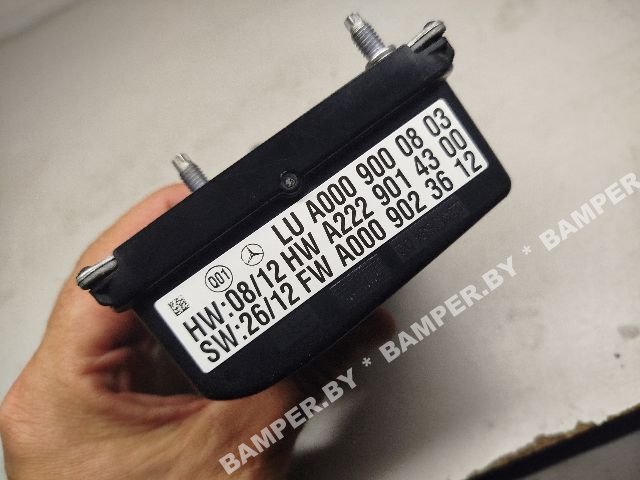 LU A000 900 08 03
001
HW:08/12 HW A222 901 43 00
SW:26/12 FW A000 902 36 12
BAMPER.BY * BAMPER.BY * BAMPER.BY